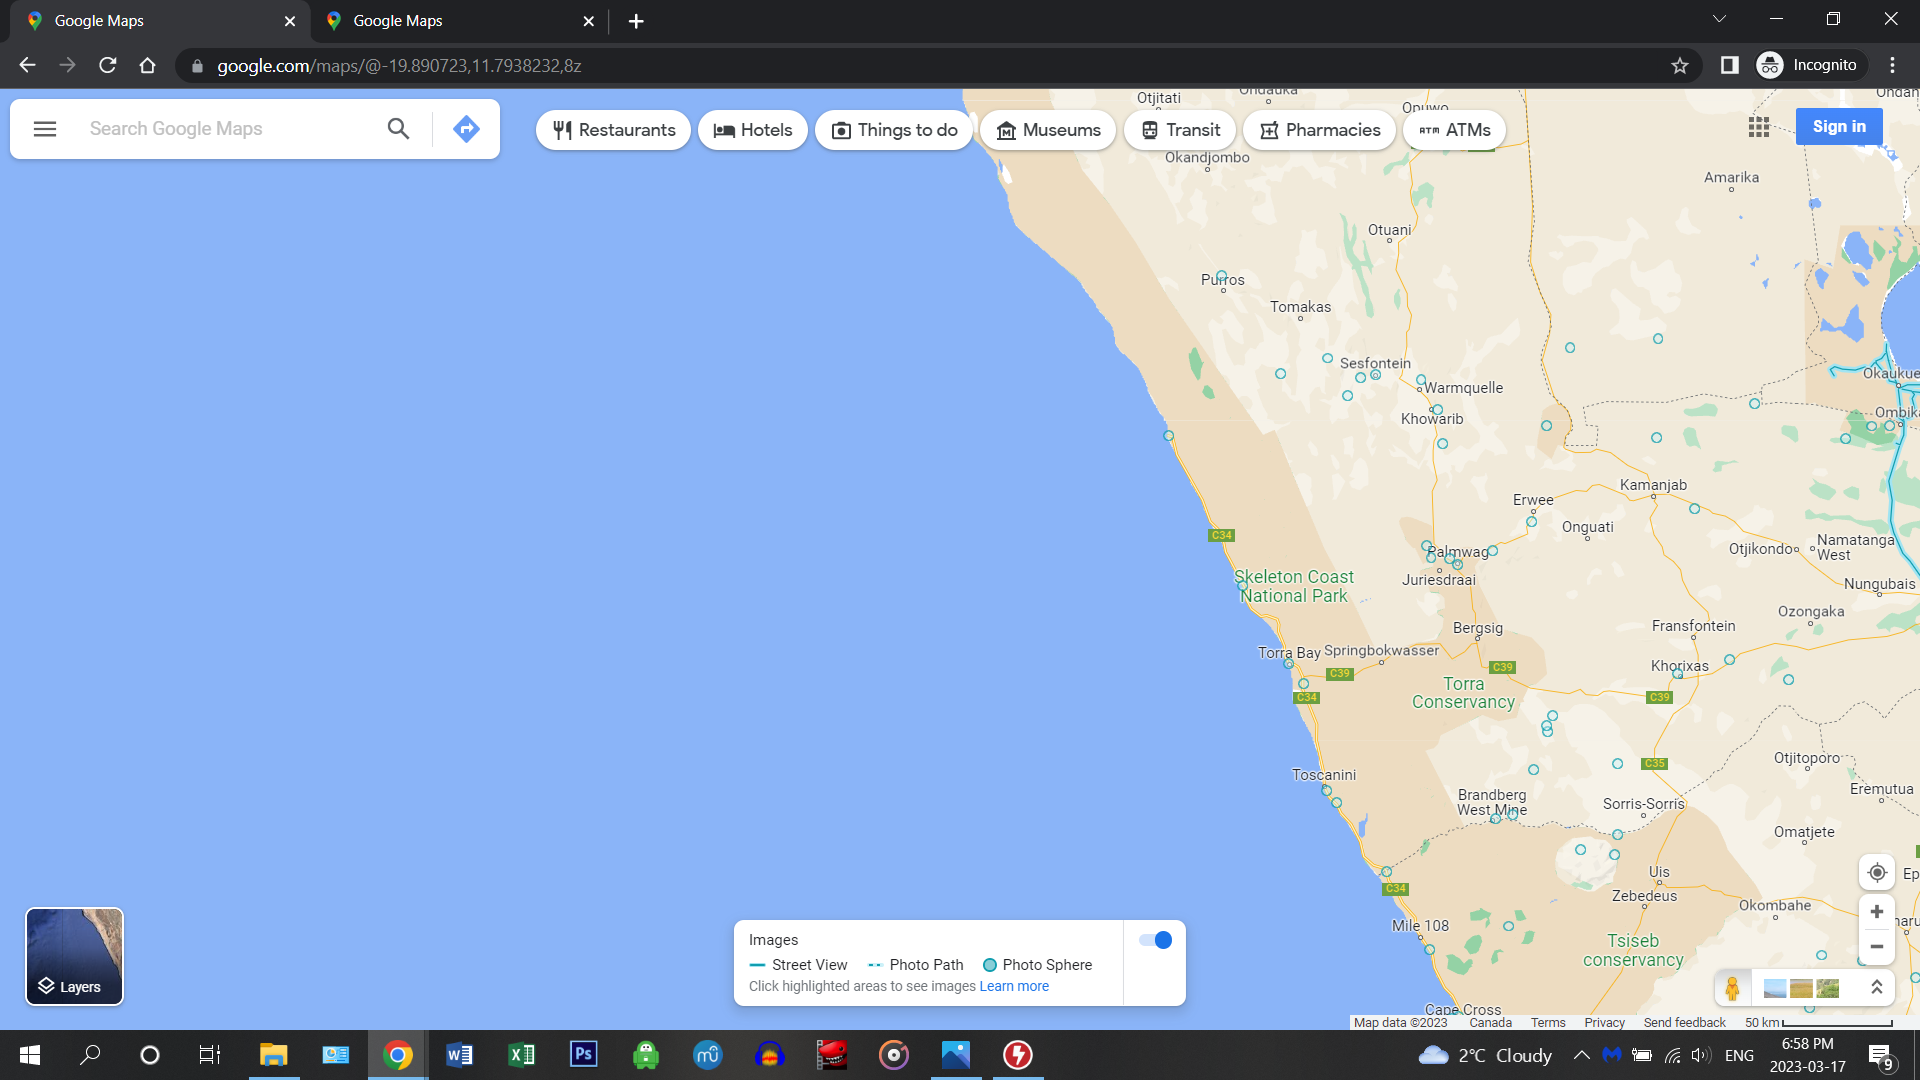 Google Maps
Google Maps
google.com/maps/@-19.890723,11.7938232,8z
Incognito
Search Google Maps
Restaurants
Hotels
Things to do
Museums
Transit
Pharmacies
ATM ATMs
Sign in
Otjitati
Opuwo
Okandjombo
Amarika
Otuani
Purros
Tomakas
Sesfontein
Warmquelle
Khowarib
Okaukue
Ombika
Kamanjab
Erwee
Onguati
C34
Palmwag
Otjikondo
Namatanga
West
Juriesdraai
Nungubais
Skeleton Coast
National Park
Ozongaka
Bergsig
Fransfontein
Torra Bay
Springbokwasser
C39
C39
Khorixas
C34
Torra
Conservancy
C39
Toscanini
C35
Otjitoporo
Brandberg
West Mine
Sorris-Sorris
Eremutua
Omatjete
C34
Uis
Ep
Zebedeus
Okombahe
Mile 108
Tsiseb
conservancy
Cape Cross
Layers
Images
Street View
Photo Path
Photo Sphere
Click highlighted areas to see images Learn more
Map data ©2023
Canada
Terms
Privacy
Send feedback
50 km
2°C Cloudy
ENG
6:58 PM
2023-03-17
9